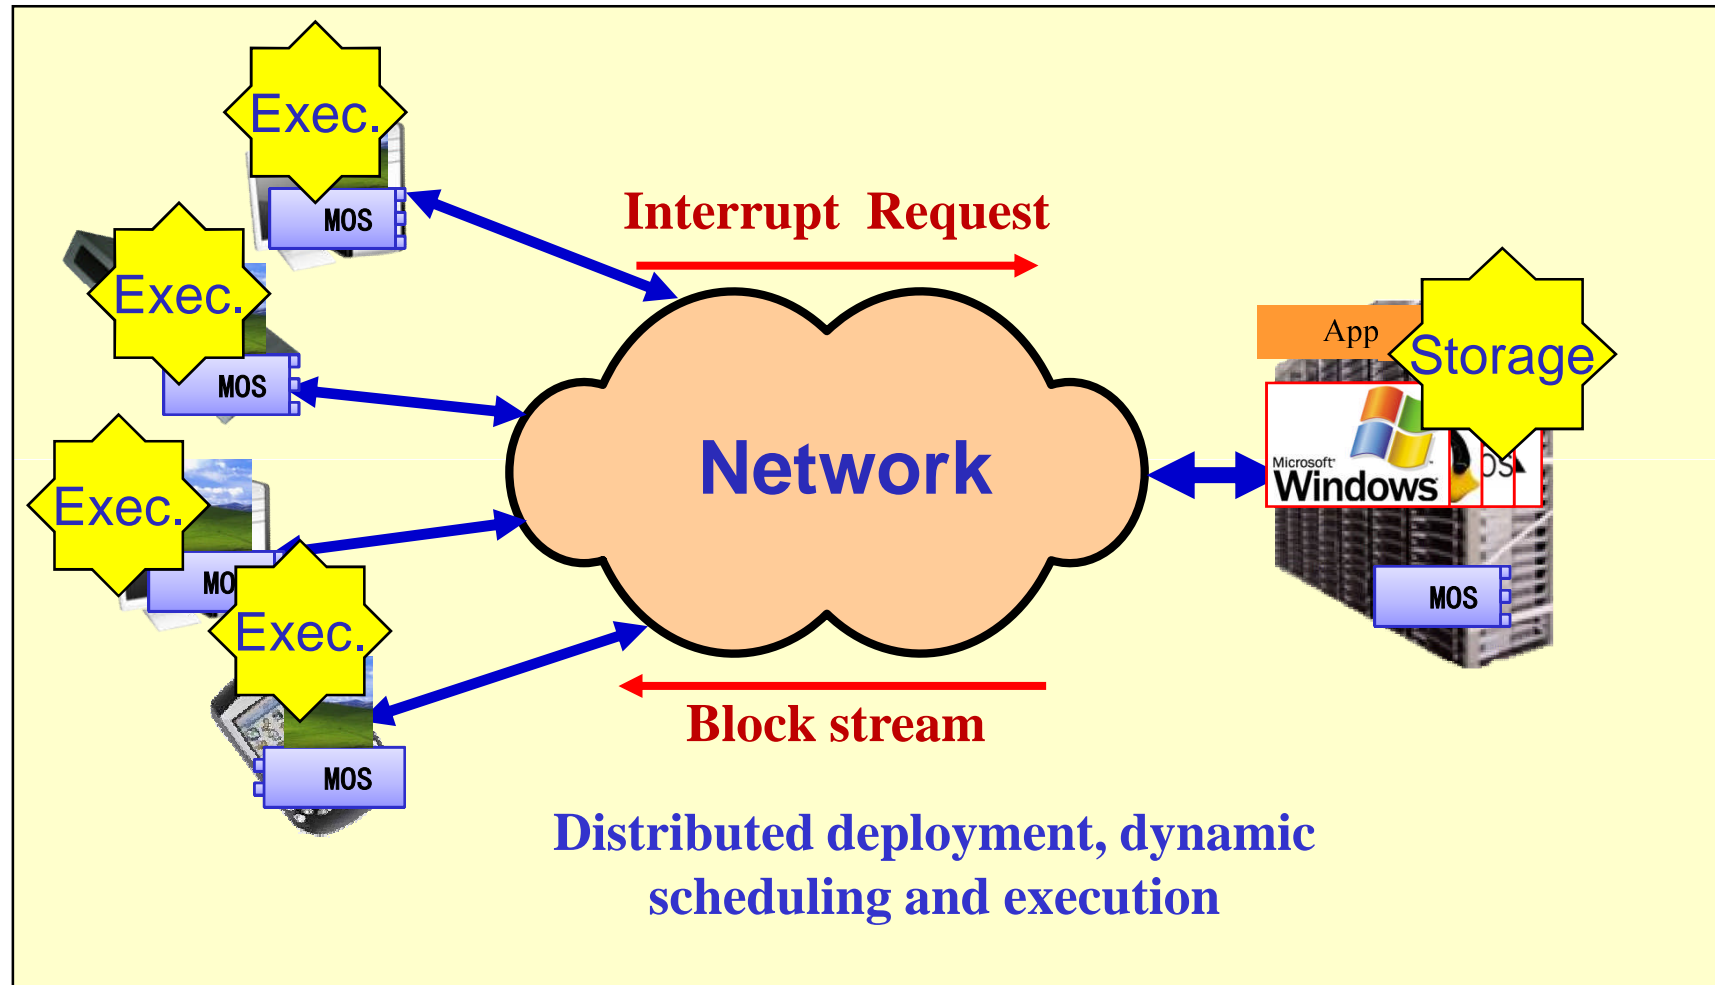 Exec.
MOS
Exec.
MOS
Exec.
MO
Exec.
MOS
Interrupt Request
Network
Block stream
App
Storage
Microsoft
Windows
OS
MOS
Distributed deployment, dynamic
scheduling and execution